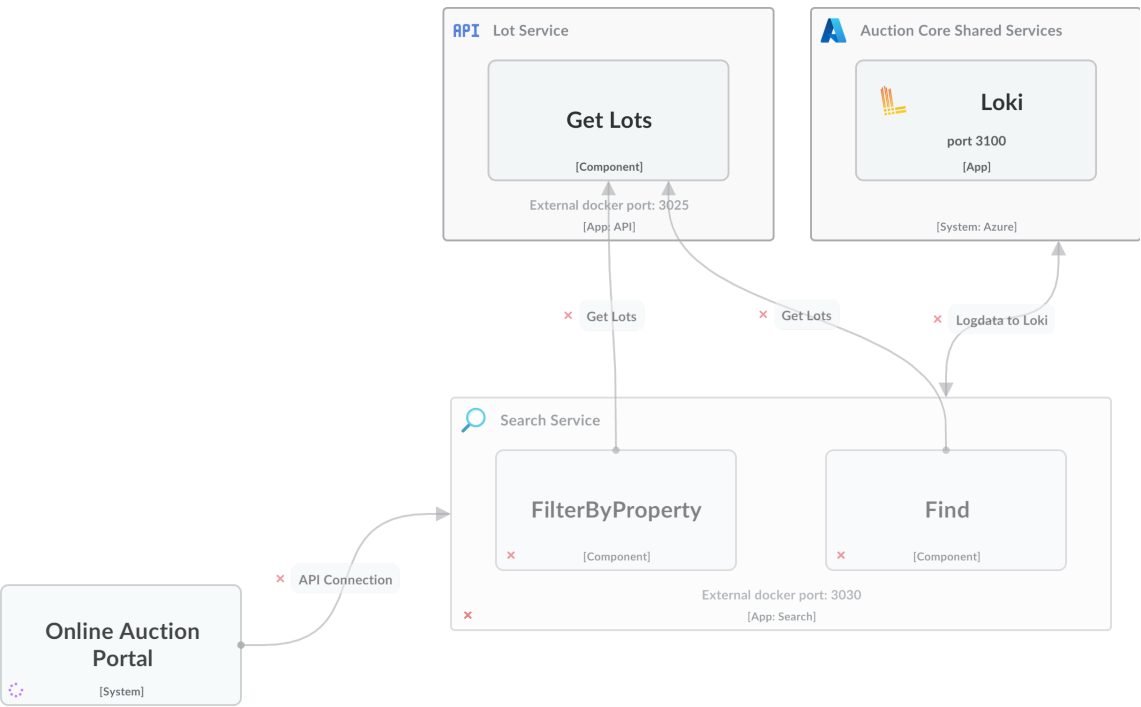 API Lot Service
Get Lots
[Component]
External docker port: 3025
[App: API]
Auction Core Shared Services
Loki
port 3100
[App]
[System: Azure]
Get Lots
Get Lots
Logdata to Loki
Search Service
FilterByProperty
[Component]
Find
[Component]
External docker port: 3030
[App: Search]
API Connection
Online Auction
Portal
[System]